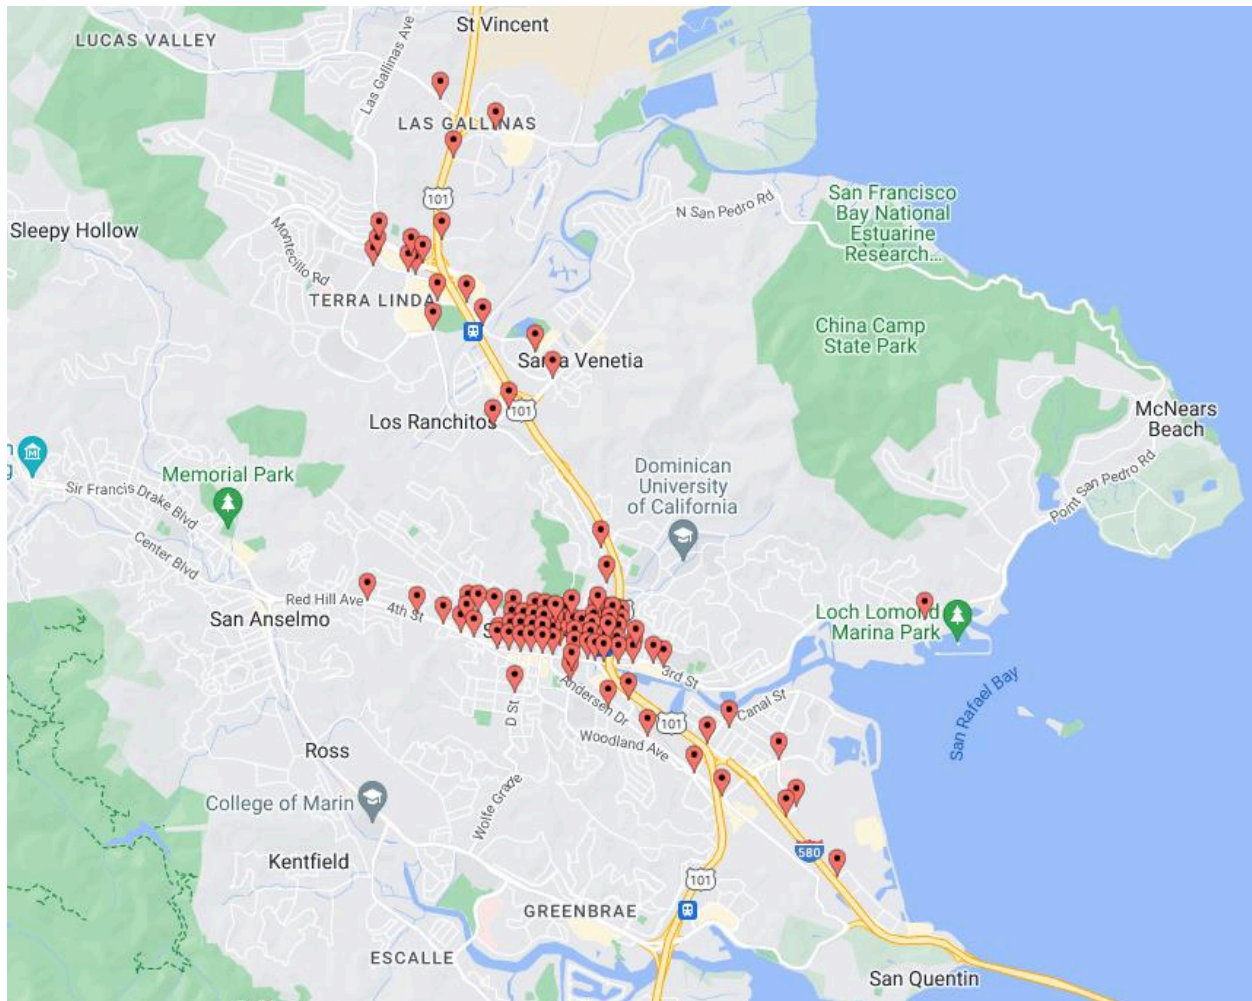 St Vincent
LUCAS VALLEY
Las Gallinas Ave
LAS GALLINAS
101
N San Pedro Rd
San Francisco
Bay National
Estuarine
Research...
Sleepy Hollow
Montecillo Rd
TERRA LINDA
China Camp
State Park
Santa Venetia
101
Los Ranchitos
McNears
Beach
Point San Pedro Rd
Memorial Park
Dominican
University
of California
Sir Francis Drake Blvd
Center Blvd
Red Hill Ave
4th St
San Anselmo
Loch Lomond
Marina Park
3rd St
D St
Andersen Dr
Canal St
101
San Rafael Bay
Woodland Ave
Ross
College of Marin
Wolfe Grade
Kentfield
580
101
GREENBRAE
ESCALLE
San Quentin